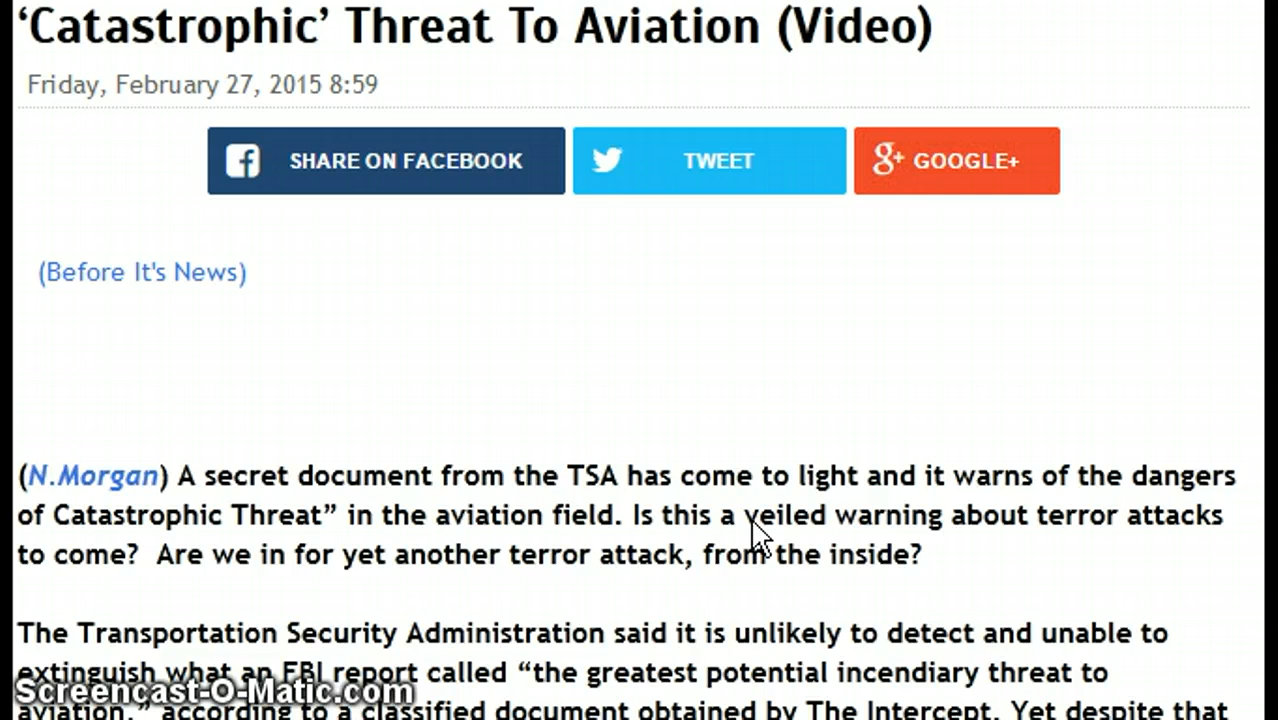 ‘Catastrophic’ Threat To Aviation (Video)
Friday, February 27, 2015 8:59
SHARE ON FACEBOOK
TWEET
g+ GOOGLE+
(Before It's News)
(N.Morgan) A secret document from the TSA has come to light and it warns of the dangers
of Catastrophic Threat” in the aviation field. Is this a veiled warning about terror attacks
to come? Are we in for yet another terror attack, from the inside?
The Transportation Security Administration said it is unlikely to detect and unable to
extinguish what an FBI report called “the greatest potential incendiary threat to
Screencast-O-Matic.com
aviation,” according to a classified document obtained by The Intercept. Yet despite that